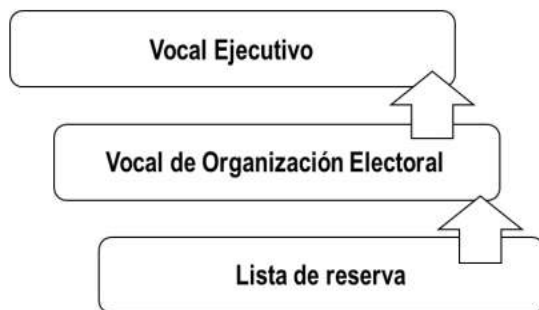 Vocal Ejecutivo
Vocal de Organización Electoral
Lista de reserva